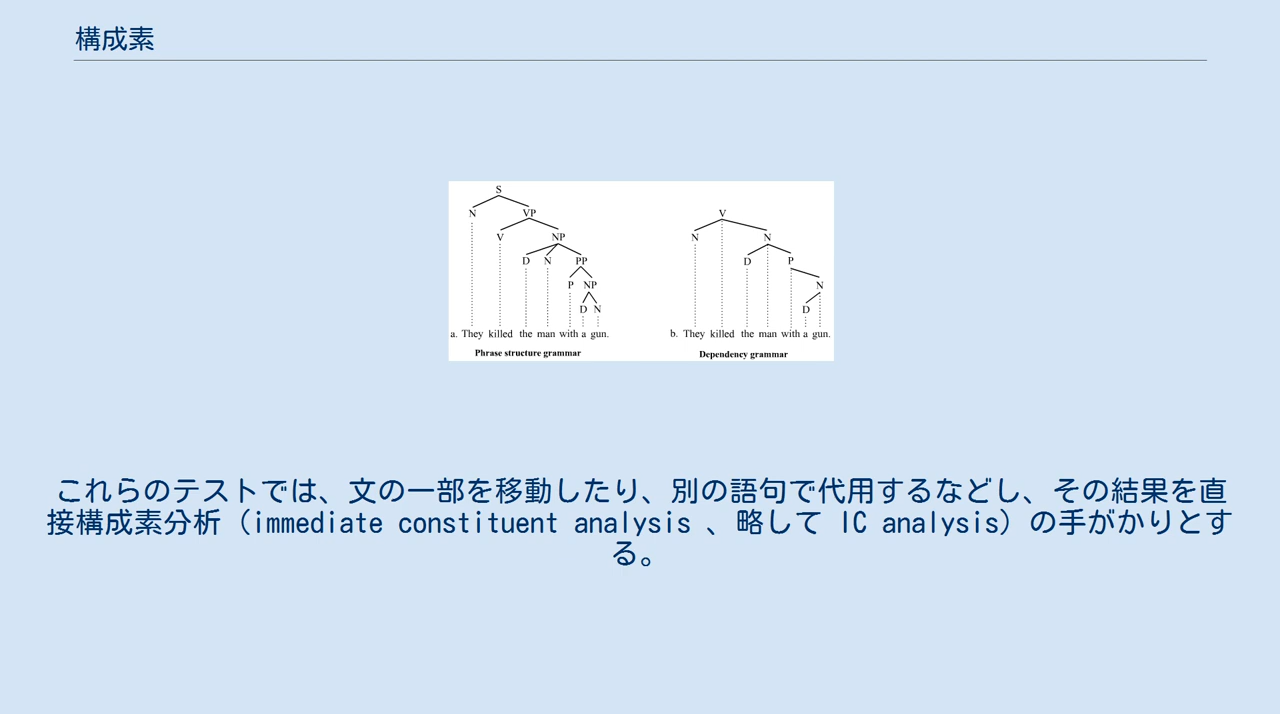 構成素
S
N VP
V NP
D N PP
P NP
D N
a. They killed the man with a gun.
Phrase structure grammar
V
N N
D P
N
D
b. They killed the man with a gun.
Dependency grammar
これらのテストでは、文の一部を移動したり、別の語句で代用するなどし、その結果を直
接構成素分析（immediate constituent analysis 、略して IC analysis）の手がかりとす
る。